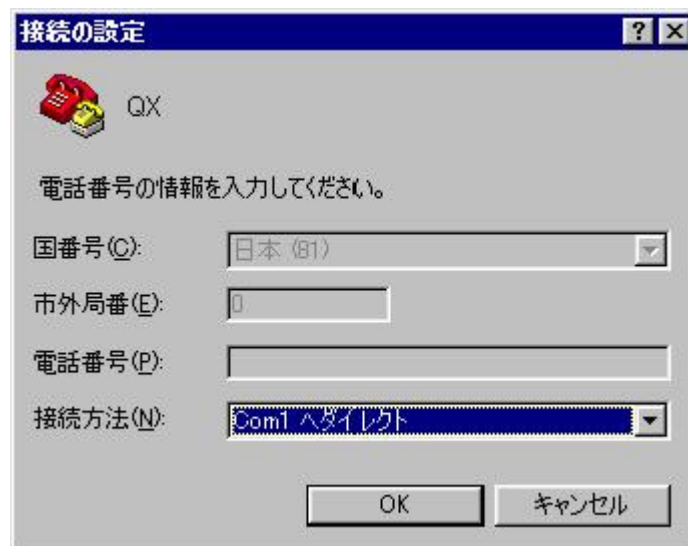 接続の設定
QX
電話番号の情報を入力してください。
国番号(C): 日本 (81)
市外局番(E): 0
電話番号(P):
接続方法(N): Com1 へダイレクト
OK キャンセル